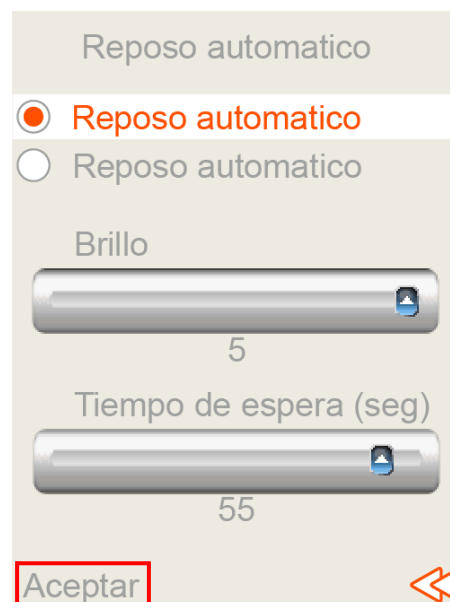 Reposo automatico
Reposo automatico
Reposo automatico
Brillo
5
Tiempo de espera (seg)
55
Aceptar